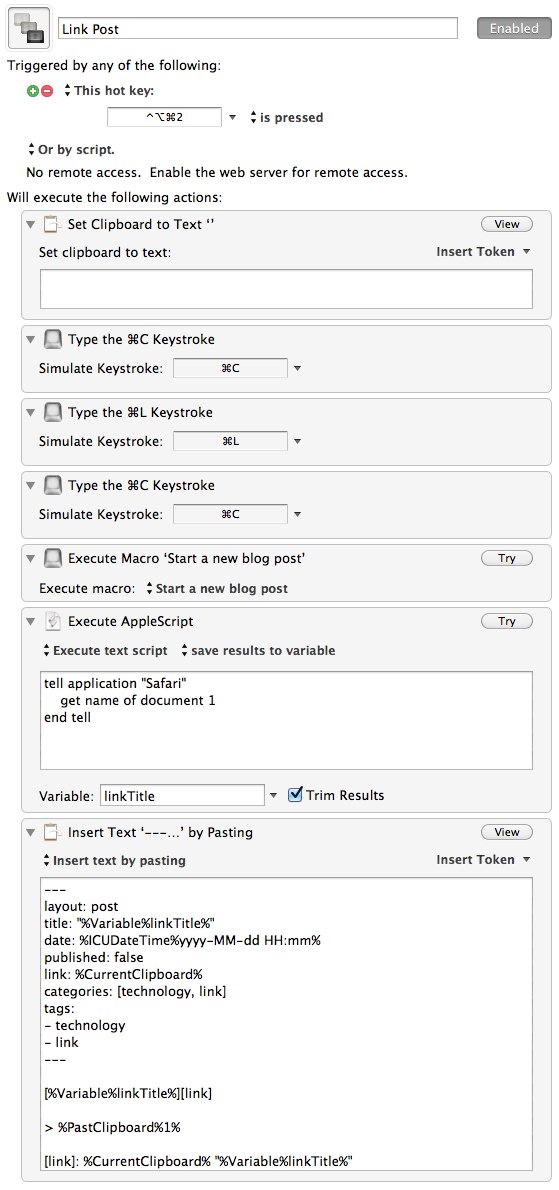 Link Post
Enabled
Triggered by any of the following:
This hot key:
^⌥⌘2
is pressed
Or by script.
No remote access.  Enable the web server for remote access.
Will execute the following actions:
Set Clipboard to Text ‘’
View
Set clipboard to text:
Insert Token
Type the ⌘C Keystroke
Simulate Keystroke:
⌘C
Type the ⌘L Keystroke
Simulate Keystroke:
⌘L
Type the ⌘C Keystroke
Simulate Keystroke:
⌘C
Execute Macro ‘Start a new blog post’
Try
Execute macro:
Start a new blog post
Execute AppleScript
Try
Execute text script
save results to variable
tell application "Safari"
    get name of document 1
end tell
Variable:
linkTitle
Trim Results
Insert Text ‘---…’ by Pasting
View
Insert text by pasting
Insert Token
---
layout: post
title: "%Variable%linkTitle%"
date: %ICUDateTime%yyyy-MM-dd HH:mm%
published: false
link: %CurrentClipboard%
categories: [technology, link]
tags:
- technology
- link
---
[%Variable%linkTitle%][link]
> %PastClipboard%1%
[link]: %CurrentClipboard% "%Variable%linkTitle%"